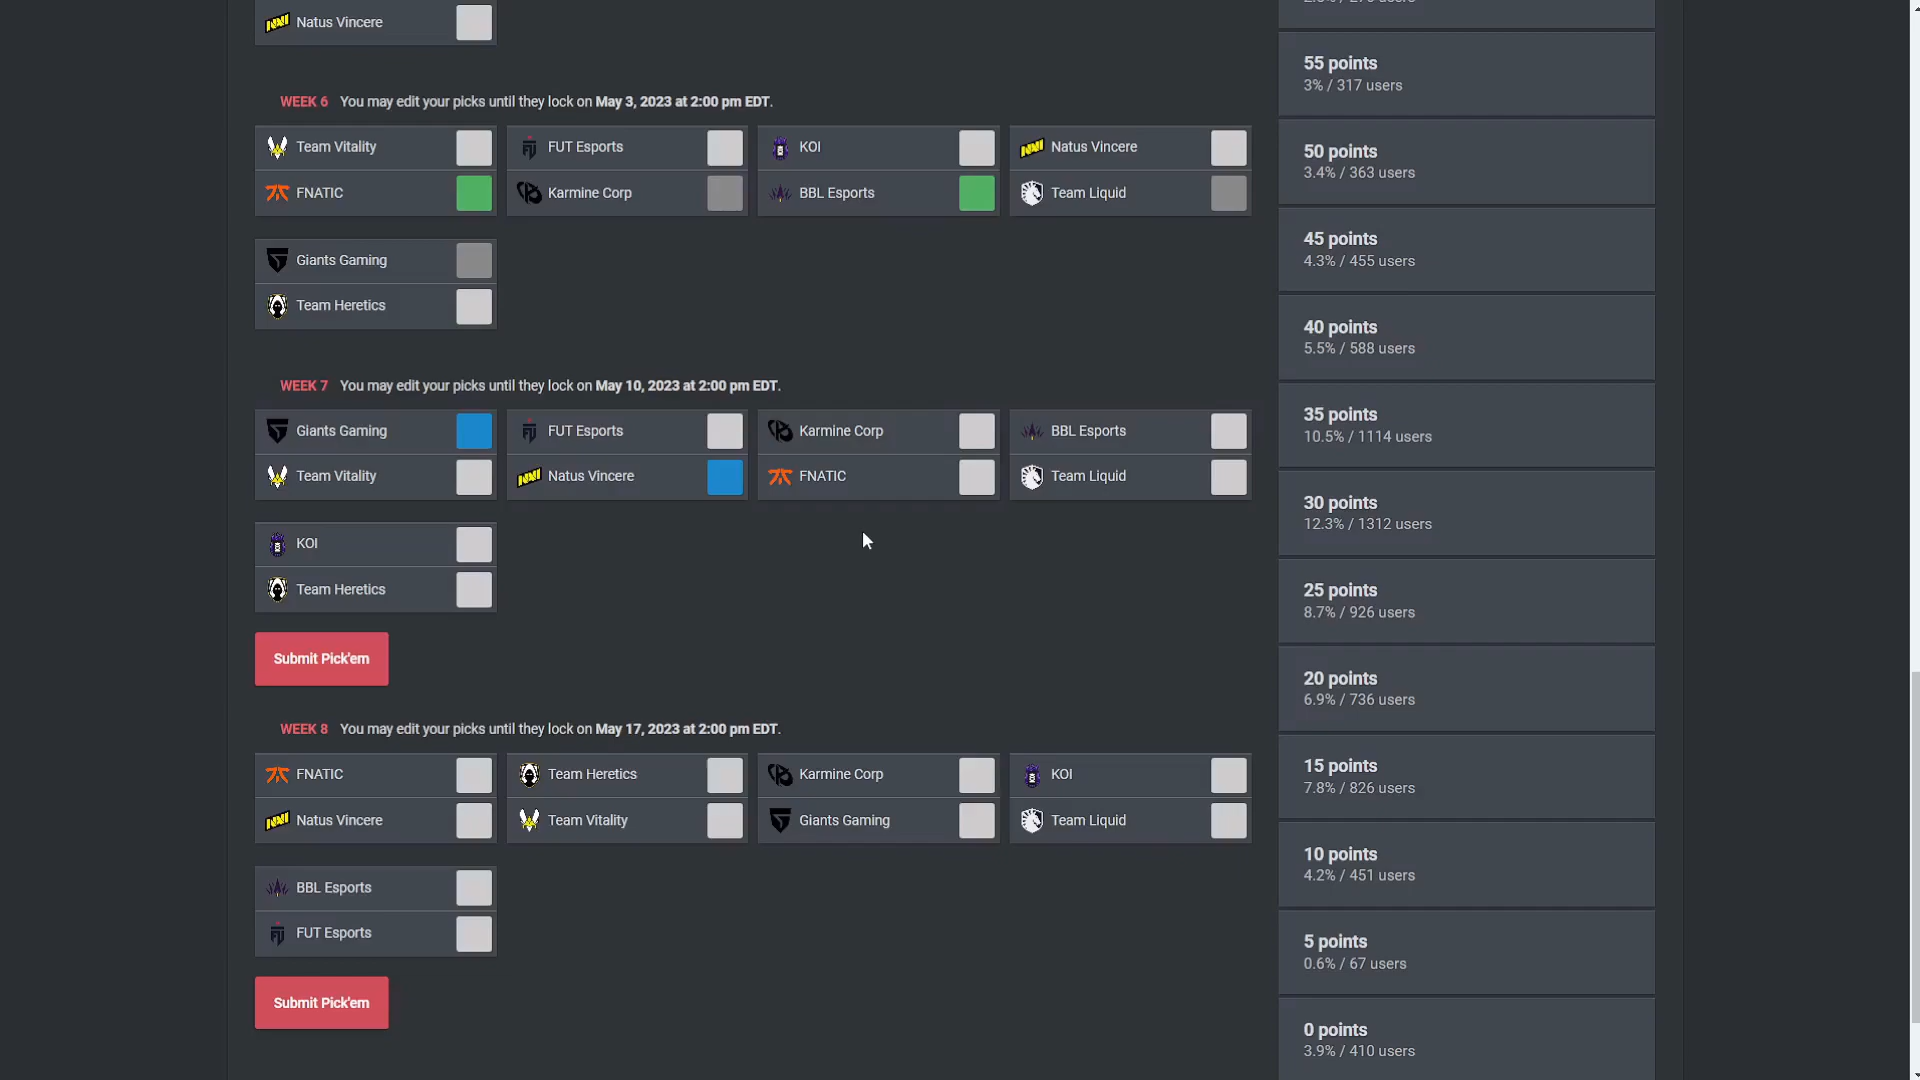 Natus Vincere
WEEK 6 You may edit your picks until they lock on May 3, 2023 at 2:00 pm EDT.
Team Vitality
FNATIC
FUT Esports
Karmine Corp
KOI
BBL Esports
Natus Vincere
Team Liquid
Giants Gaming
Team Heretics
WEEK 7 You may edit your picks until they lock on May 10, 2023 at 2:00 pm EDT.
Giants Gaming
Team Vitality
FUT Esports
Natus Vincere
Karmine Corp
FNATIC
BBL Esports
Team Liquid
KOI
Team Heretics
Submit Pick'em
WEEK 8 You may edit your picks until they lock on May 17, 2023 at 2:00 pm EDT.
FNATIC
Natus Vincere
Team Heretics
Team Vitality
Karmine Corp
Giants Gaming
KOI
Team Liquid
BBL Esports
FUT Esports
Submit Pick'em
55 points
3% / 317 users
50 points
3.4% / 363 users
45 points
4.3% / 455 users
40 points
5.5% / 588 users
35 points
10.5% / 1114 users
30 points
12.3% / 1312 users
25 points
8.7% / 926 users
20 points
6.9% / 736 users
15 points
7.8% / 826 users
10 points
4.2% / 451 users
5 points
0.6% / 67 users
0 points
3.9% / 410 users